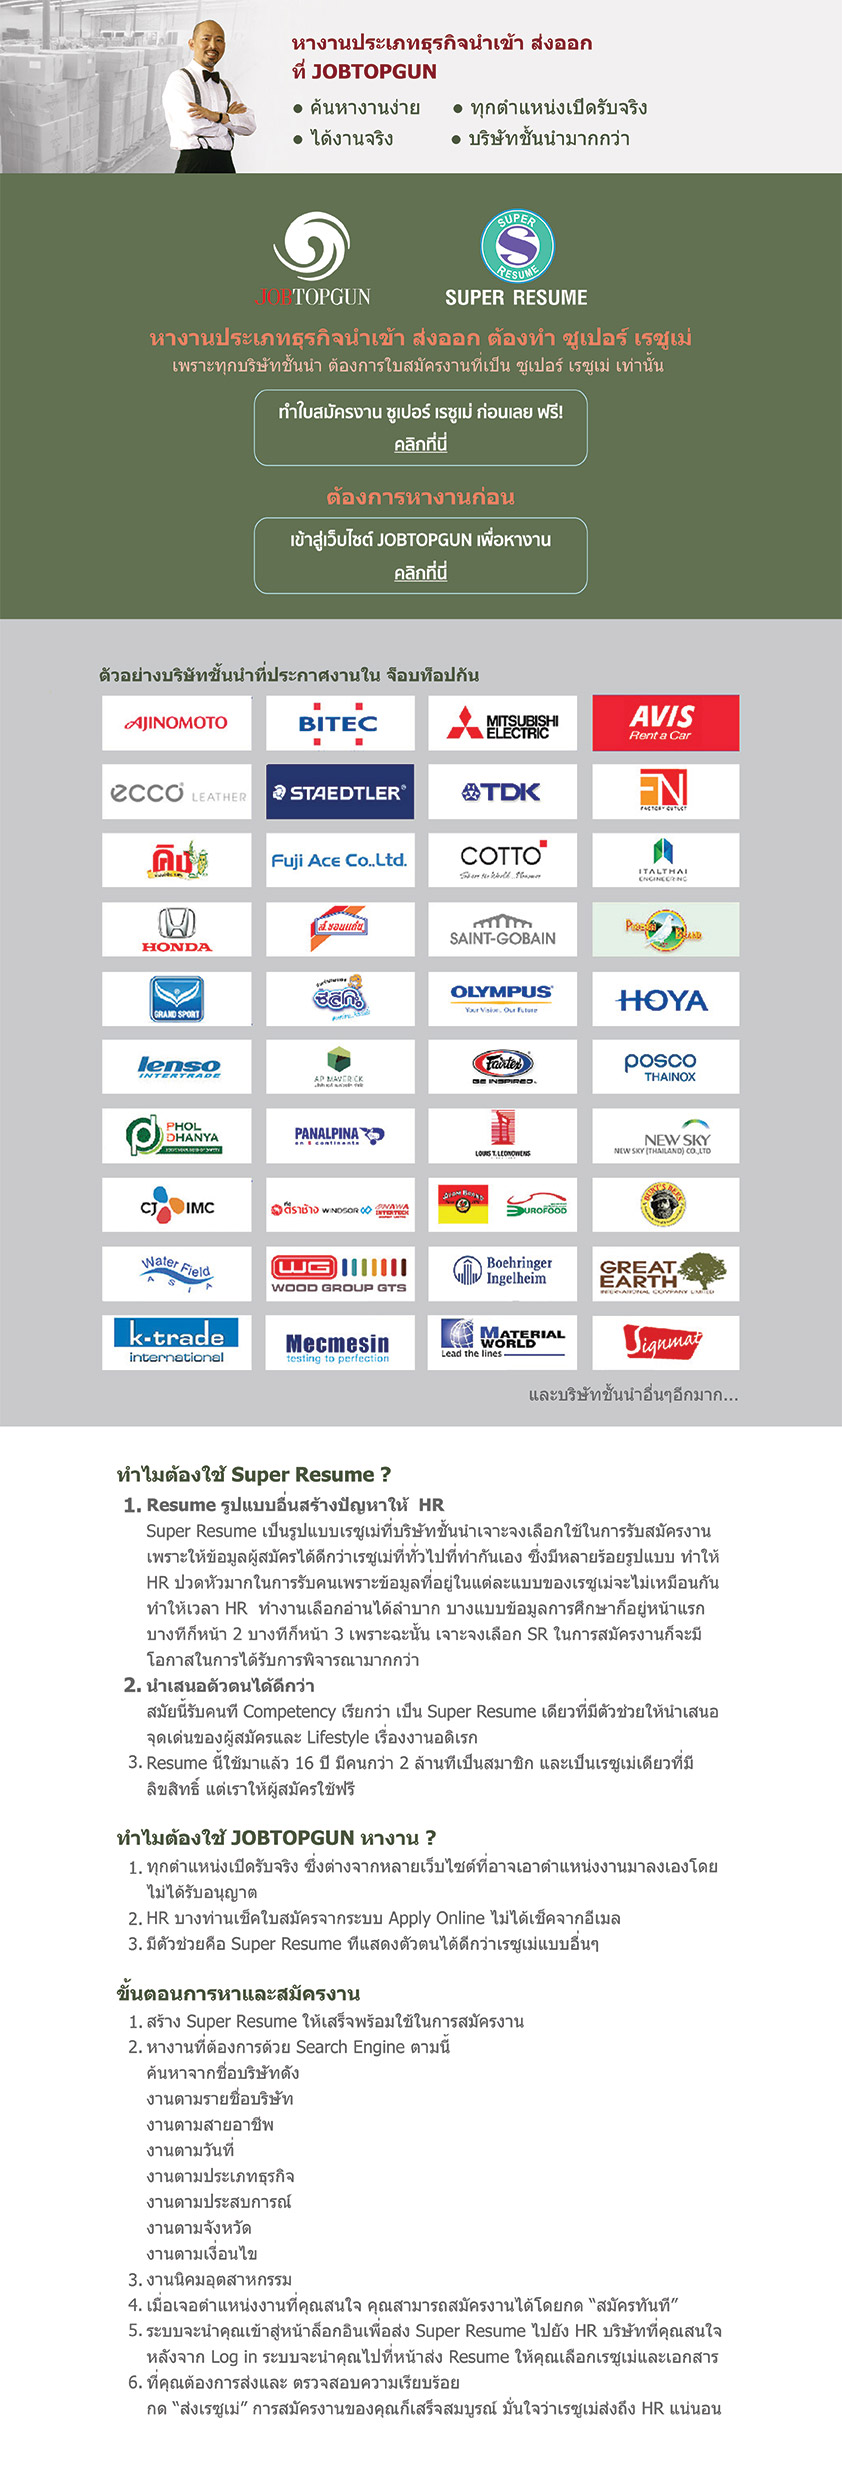 หางานประเภทธุรกิจนำเข้า ส่งออก
ที่ JOBTOPGUN
• ค้นหางานง่าย • ทุกตำแหน่งเปิดรับจริง
• ได้งานจริง • บริษัทชั้นนำมากกว่า
SUPER
S
RESUME
JOBTOPGUN SUPER RESUME
หางานประเภทธุรกิจนำเข้า ส่งออก ต้องทำ ซูเปอร์ เรซูเม่
เพราะทุกบริษัทชั้นนำ ต้องการใบสมัครงานที่เป็น ซูเปอร์ เรซูเม่ เท่านั้น
ทำใบสมัครงาน ซูเปอร์ เรซูเม่ ก่อนเลย ฟรี!
คลิกที่นี่
ต้องการหางานก่อน
เข้าสู่เว็บไซต์ JOBTOPGUN เพื่อหางาน
คลิกที่นี่
ตัวอย่างบริษัทชั้นนำที่ประกาศงานใน จ็อบท็อปกัน
AJINOMOTO
BITEC
MITSUBISHI
ELECTRIC
AVIS
Rent a Car
ecco LEATHER
STAEDTLER
TDK
FN
FACTORY OUTLET
คิง
Fuji Ace Co.,Ltd.
COTTO
ITALTHAI
ENGINEERING
HONDA
ส.ขอนแก่น
SAINT-GOBAIN
GRAND SPORT
ซีลีโก
OLYMPUS
Your Vision, Our Future
HOYA
lenso
INTERTRADE
AP MAVERICK
Fairtex
BE INSPIRED
posco
THAINOX
PHOL
DHANYA
PANALPINA
on 6 continents
LOUIS T. LEONOWENS
NEW SKY
NEW SKY (THAILAND) CO.,LTD
CJ IMC
ตราช้าง WINDSOR
EUROFOOD
BURT'S BEES
Water Field
ASIA
WG
WOOD GROUP GTS
Boehringer
Ingelheim
GREAT
EARTH
INTERNATIONAL COMPANY LIMITED
k-trade
international
Mecmesin
testing to perfection
MATERIAL
WORLD
Lead the lines
Signmat
และบริษัทชั้นนำอื่นๆอีกมาก...
ทำไมต้องใช้ Super Resume ?
1. Resume รูปแบบอื่นสร้างปัญหาให้ HR
Super Resume เป็นรูปแบบเรซูเม่ที่บริษัทชั้นนำเจาะจงเลือกใช้ในการรับสมัครงาน
เพราะให้ข้อมูลผู้สมัครได้ดีกว่าเรซูเม่ที่ทั่วไปที่ทำกันเอง ซึ่งมีหลายร้อยรูปแบบ ทำให้
HR ปวดหัวมากในการรับคนเพราะข้อมูลที่อยู่ในแต่ละแบบของเรซูเม่จะไม่เหมือนกัน
ทำให้เวลา HR ทำงานเลือกอ่านได้ลำบาก บางแบบข้อมูลการศึกษาก็อยู่หน้าแรก
บางทีก็หน้า 2 บางทีก็หน้า 3 เพราะฉะนั้น เจาะจงเลือก SR ในการสมัครงานก็จะมี
โอกาสในการได้รับการพิจารณามากกว่า
2. นำเสนอตัวตนได้ดีกว่า
สมัยนี้รับคนที่ Competency เรียกว่า เป็น Super Resume เดียวที่มีตัวช่วยให้นำเสนอ
จุดเด่นของผู้สมัครและ Lifestyle เรื่องงานอดิเรก
3. Resume นี้ใช้มาแล้ว 16 ปี มีคนกว่า 2 ล้านที่เป็นสมาชิก และเป็นเรซูเม่เดียวที่มี
ลิขสิทธิ์ แต่เราให้ผู้สมัครใช้ฟรี
ทำไมต้องใช้ JOBTOPGUN หางาน ?
1. ทุกตำแหน่งเปิดรับจริง ซึ่งต่างจากหลายเว็บไซต์ที่อาจเอาตำแหน่งงานมาลงเองโดย
ไม่ได้รับอนุญาต
2. HR บางท่านเช็คใบสมัครจากระบบ Apply Online ไม่ได้เช็คจากอีเมล
3. มีตัวช่วยคือ Super Resume ที่แสดงตัวตนได้ดีกว่าเรซูเม่แบบอื่นๆ
ขั้นตอนการหาและสมัครงาน
1. สร้าง Super Resume ให้เสร็จพร้อมใช้ในการสมัครงาน
2. หางานที่ต้องการด้วย Search Engine ตามนี้
ค้นหาจากชื่อบริษัทดัง
งานตามรายชื่อบริษัท
งานตามสายอาชีพ
งานตามวันที่
งานตามประเภทธุรกิจ
งานตามประสบการณ์
งานตามจังหวัด
งานตามเงื่อนไข
3. งานนิคมอุตสาหกรรม
4. เมื่อเจอตำแหน่งงานที่คุณสนใจ คุณสามารถสมัครงานได้โดยกด “สมัครทันที”
5. ระบบจะนำคุณเข้าสู่หน้าล็อกอินเพื่อส่ง Super Resume ไปยัง HR บริษัทที่คุณสนใจ
หลังจาก Log in ระบบจะนำคุณไปที่หน้าส่ง Resume ให้คุณเลือกเรซูเม่และเอกสาร
6. ที่คุณต้องการส่งและ ตรวจสอบความเรียบร้อย
กด “ส่งเรซูเม่” การสมัครงานของคุณก็เสร็จสมบูรณ์ มั่นใจว่าเรซูเม่ส่งถึง HR แน่นอน